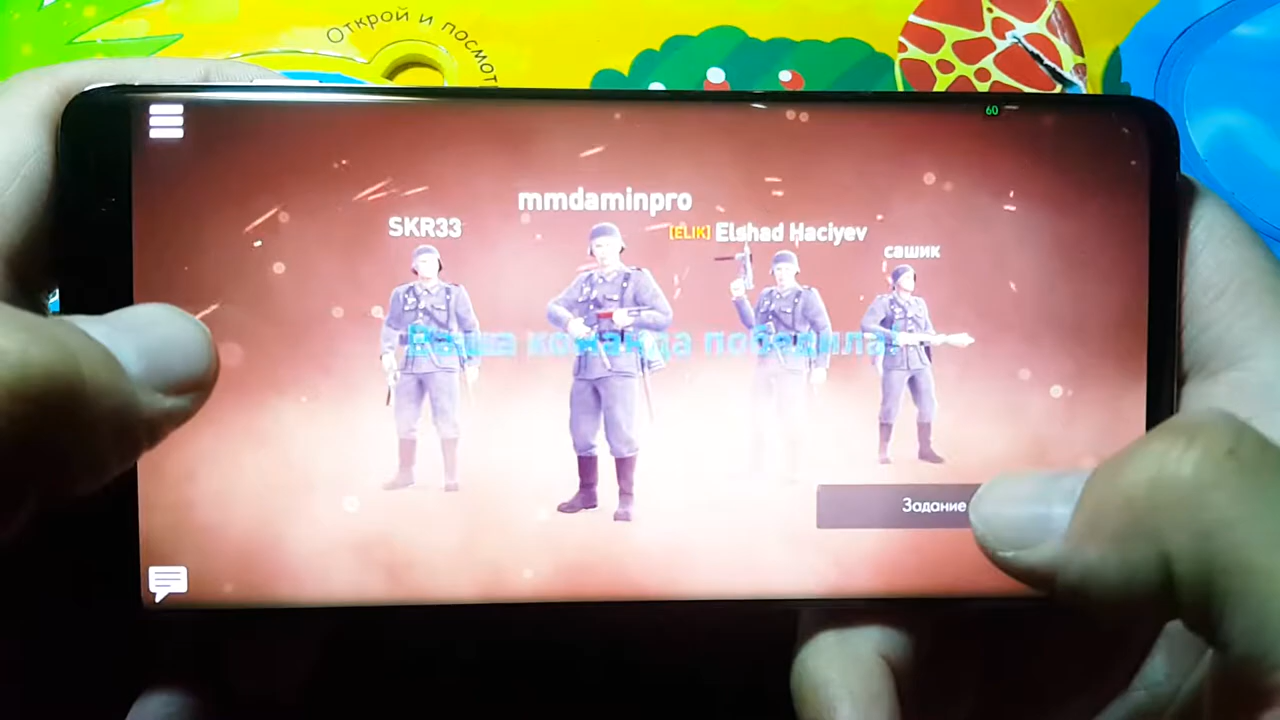 Открой и посмот
60
mmdaminpro
SKR33
[ELIK] Elshad Haciyev
сашик
Ваша команда победила!
Задание